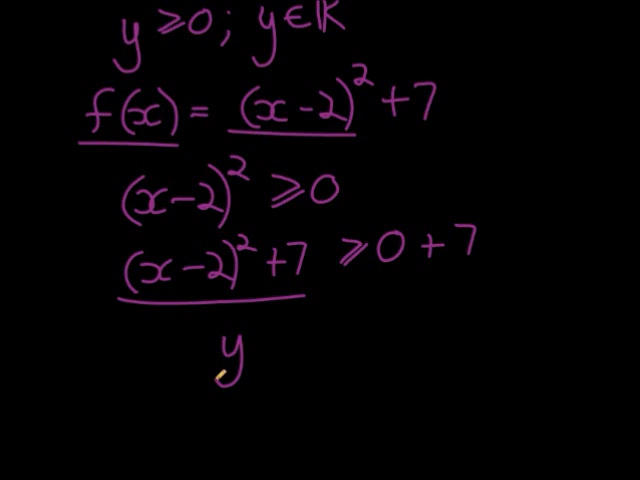 y ≥ 0 ; y ∈ ℝ
f(x) = (x - 2)² + 7
(x - 2)² ≥ 0
(x - 2)² + 7 ≥ 0 + 7
y